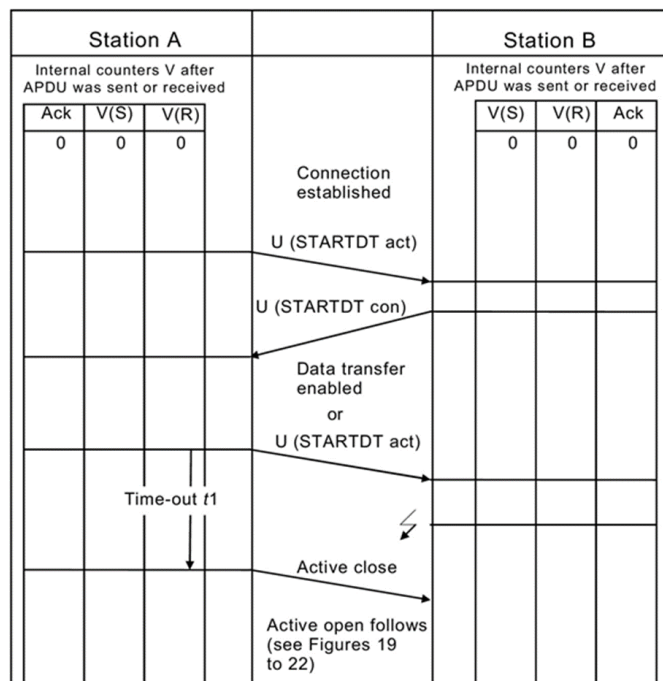 Station A
Station B
Internal counters V after
APDU was sent or received
Internal counters V after
APDU was sent or received
Ack V(S) V(R)
V(S) V(R) Ack
0 0 0
0 0 0
Connection
established
U (STARTDT act)
U (STARTDT con)
Data transfer
enabled
or
U (STARTDT act)
Time-out t1
Active close
Active open follows
(see Figures 19
to 22)